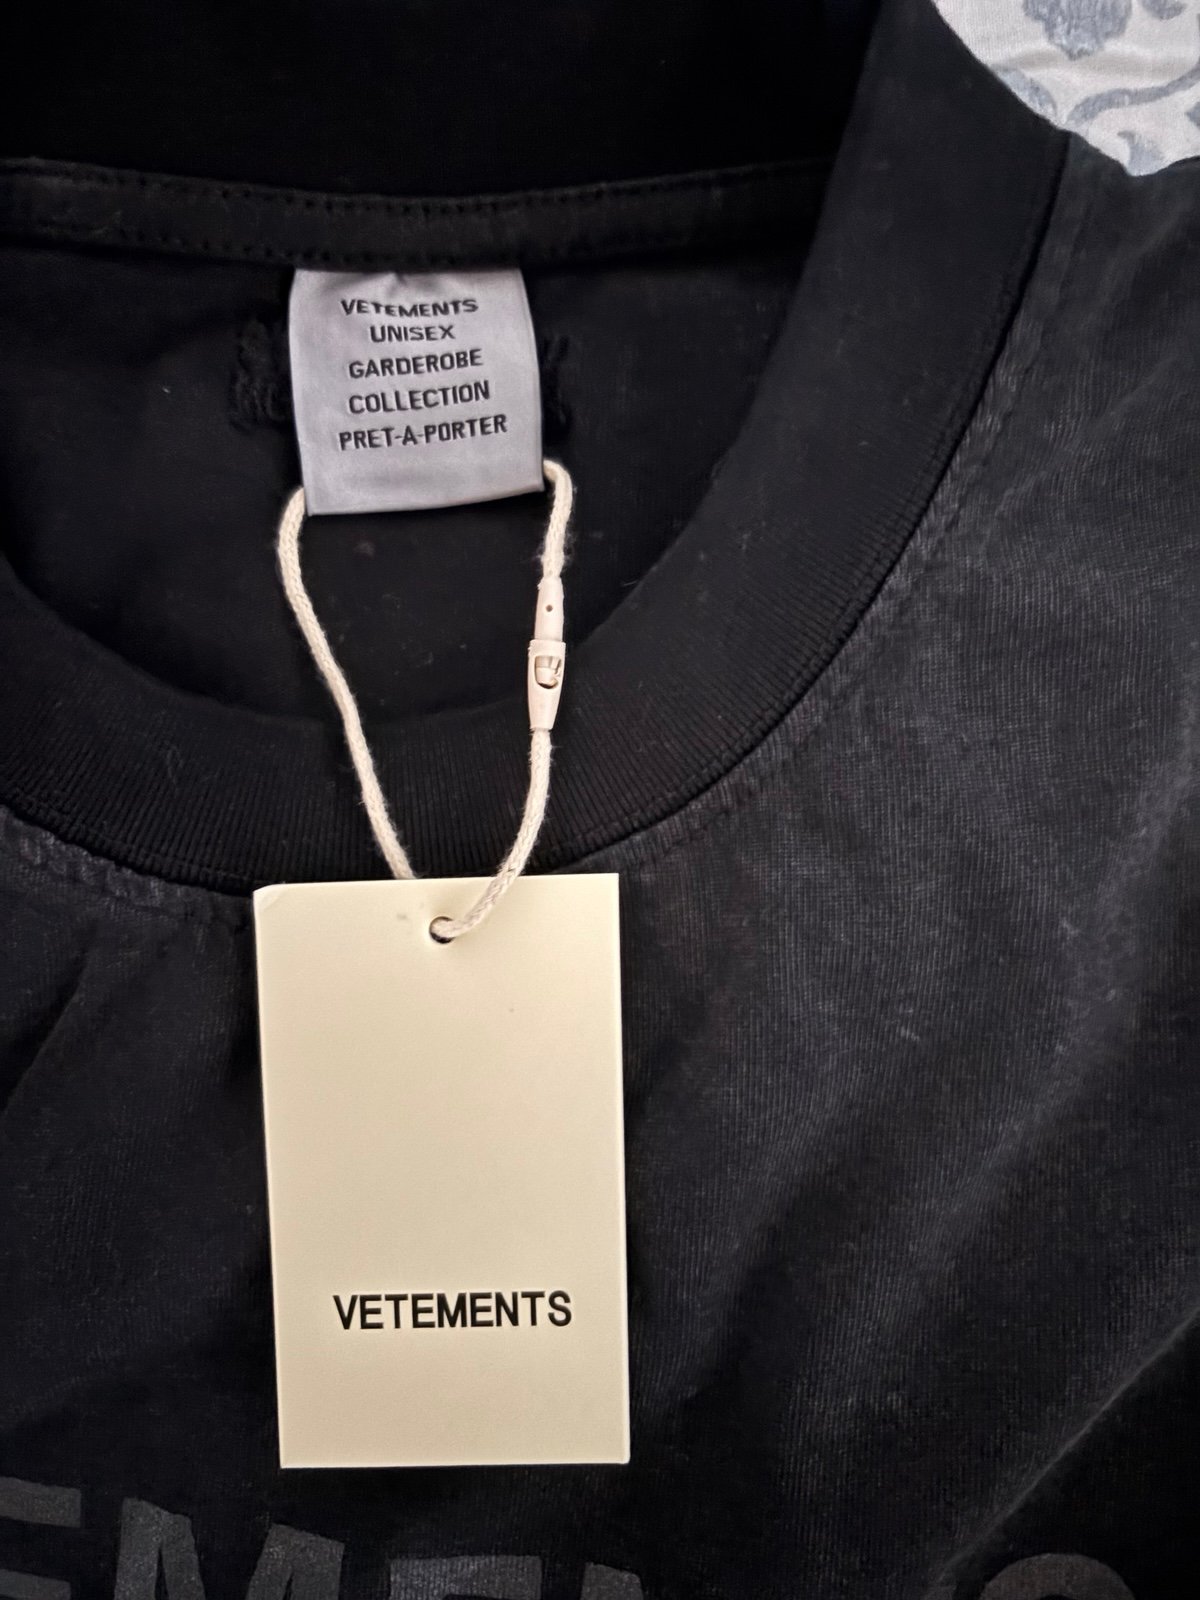 VETEMENTS
UNISEX
GARDEROBE
COLLECTION
PRET-A-PORTER
VETEMENTS